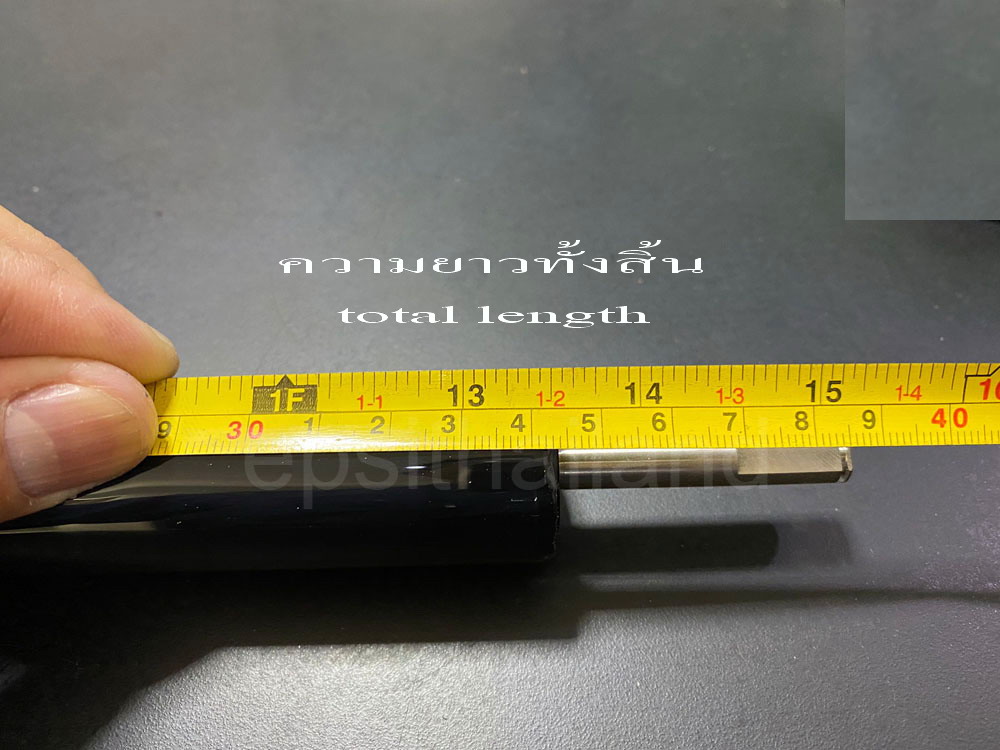 ความยาวทั้งสิ้น
total length
1F 1-1 13 1-2 14 1-3 15 1-4
9 30 1 2 3 4 5 6 7 8 9 40
epsithailand